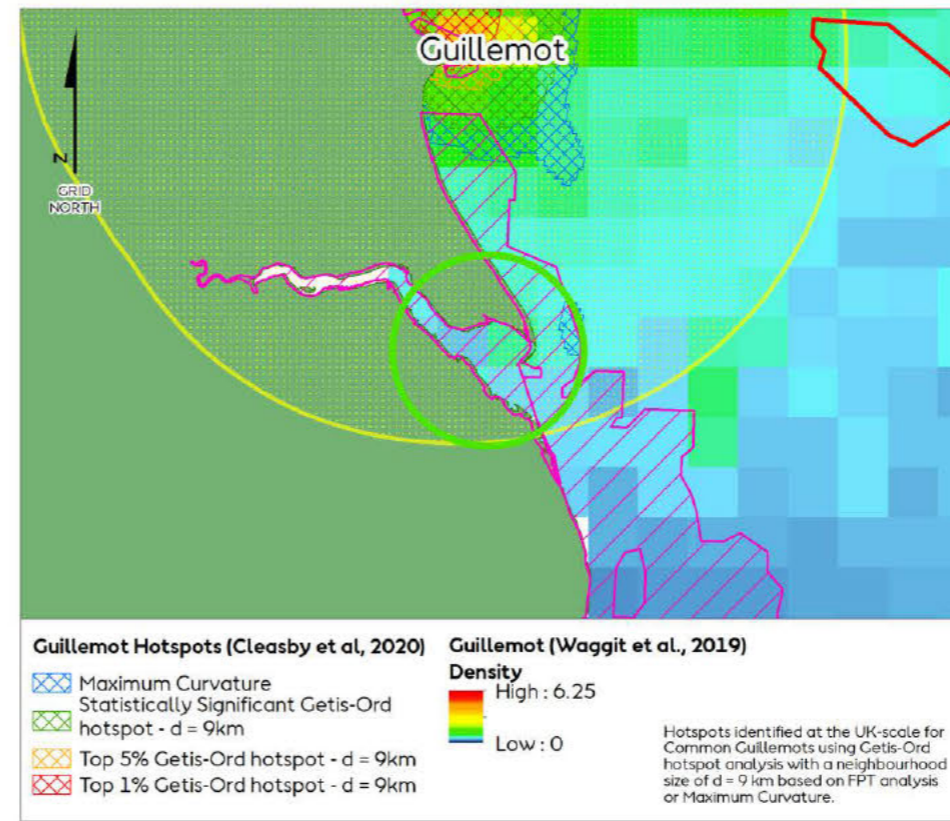 Guillemot
N
GRID
NORTH
Guillemot Hotspots (Cleasby et al, 2020)
Maximum Curvature
Statistically Significant Getis-Ord
hotspot - d = 9km
Top 5% Getis-Ord hotspot - d = 9km
Top 1% Getis-Ord hotspot - d = 9km
Guillemot (Waggit et al., 2019)
Density
High : 6.25
Low : 0
Hotspots identified at the UK-scale for
Common Guillemots using Getis-Ord
hotspot analysis with a neighbourhood
size of d = 9 km based on FPT analysis
or Maximum Curvature.